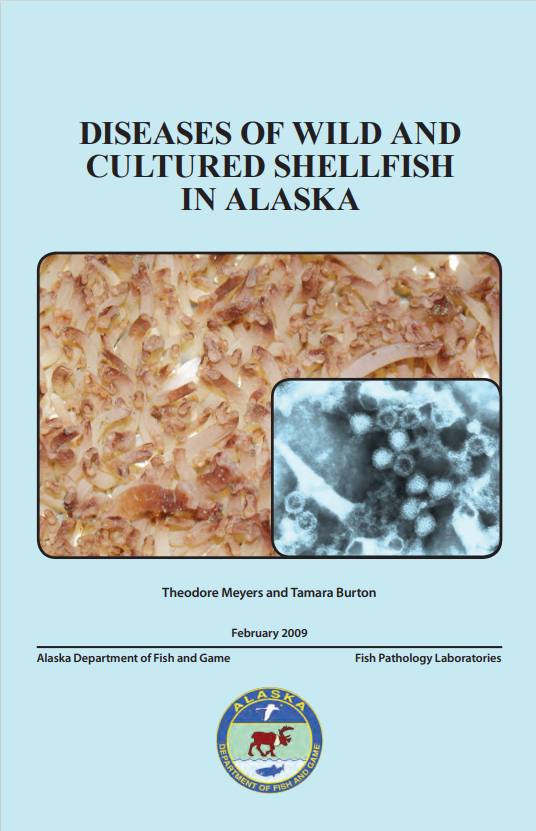 DISEASES OF WILD AND
CULTURED SHELLFISH
IN ALASKA
Theodore Meyers and Tamara Burton
February 2009
Alaska Department of Fish and Game
Fish Pathology Laboratories
ALASKA
DEPARTMENT OF FISH AND GAME